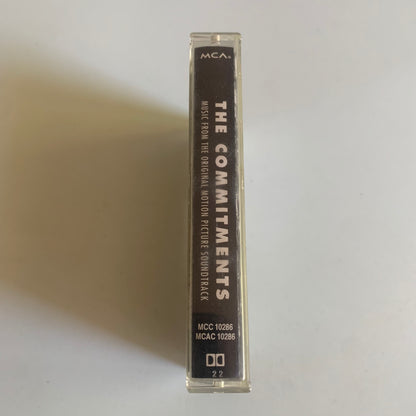 MCA®
THE COMMITMENTS
MUSIC FROM THE ORIGINAL MOTION PICTURE SOUNDTRACK
MCC 10286
MCAC 10286
22